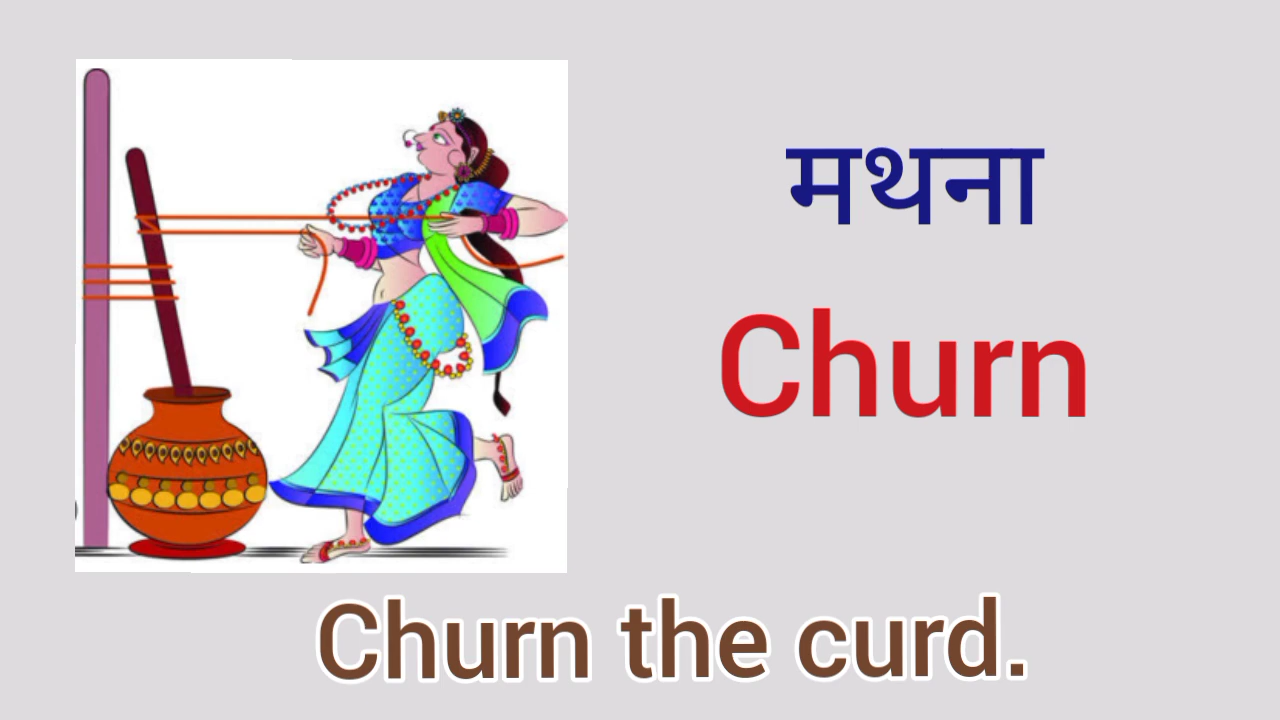 मथना
Churn
Churn the curd.